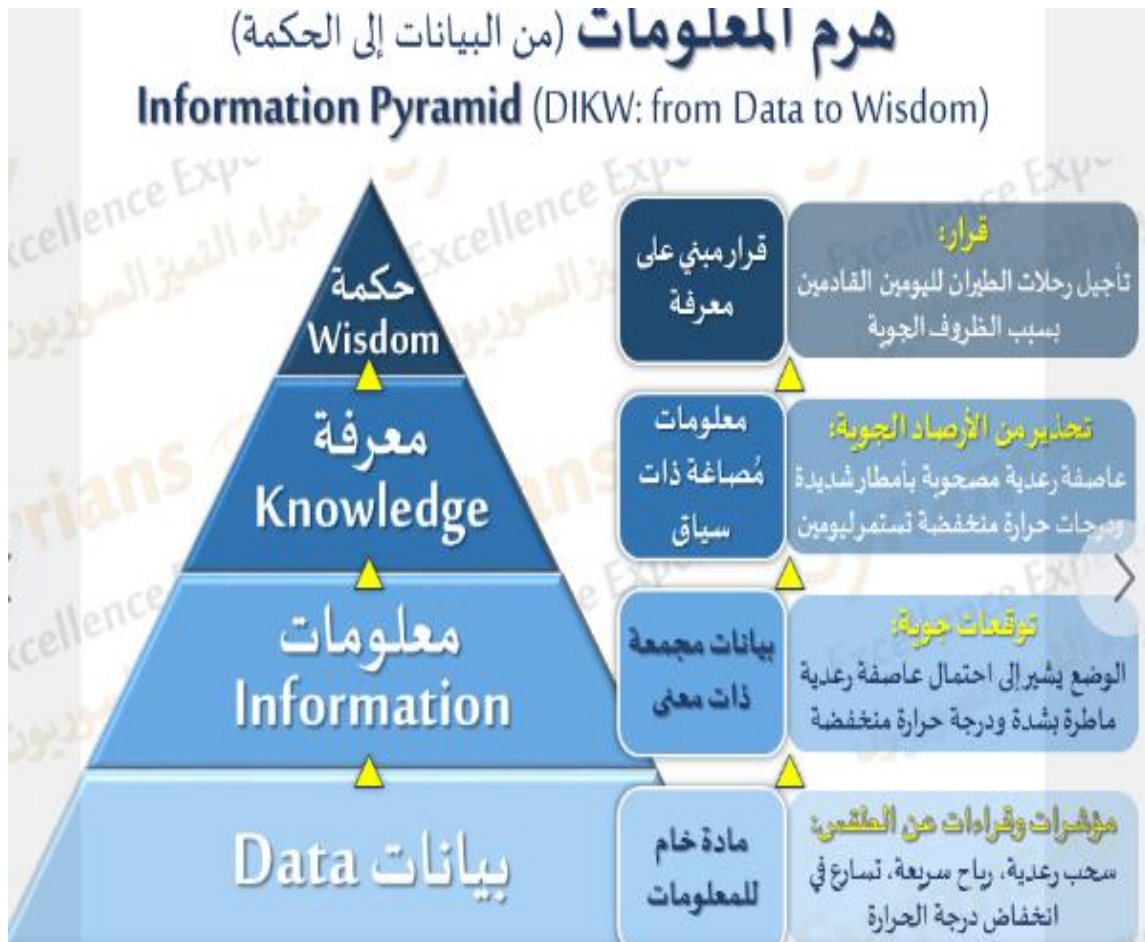 هرم المعلومات (من البيانات إلى الحكمة)
Information Pyramid (DIKW: from Data to Wisdom)
حكمة
Wisdom
قرار مبني على
معرفة
قرار:
تأجيل رحلات الطيران لليومين القادمين
بسبب الظروف الجوية
معرفة
Knowledge
معلومات
مُصاغة ذات
سياق
تحذير من الأرصاد الجوية:
عاصفة رعدية مصحوبة بأمطار شديدة
ودرجات حرارة منخفضة تستمر ليومين
معلومات
Information
بيانات مجمعة
ذات معنى
توقعات جوية:
الوضع يشير إلى احتمال عاصفة رعدية
ماطرة بشدة ودرجة حرارة منخفضة
بيانات Data
مادة خام
للمعلومات
مؤشرات وقراءات عن الطقس:
سحب رعدية، رياح سريعة، تسارع في
انخفاض درجة الحرارة